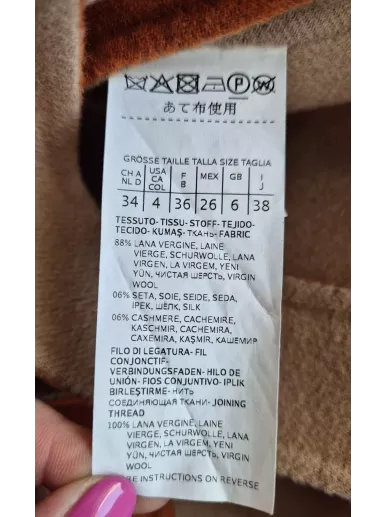 P W
あて布使用
GRÖSSE TAILLE TALLA SIZE TAGLIA
CH A NL D USA CA COL F B MEX GB I J
34 4 36 26 6 38
TESSUTO- TISSU- STOFF- TEJIDO-
TECIDO- KUMAŞ- ТКАНЬ- FABRIC
88% LANA VERGINE, LAINE
VIERGE, SCHURWOLLE, LANA
VIRGEN, LA VIRGEM, YENI
YÜN, ЧИСТАЯ ШЕРСТЬ, VIRGIN
WOOL
06% SETA, SOIE, SEIDE, SEDA,
IPEK, ШЕЛК, SILK
06% CASHMERE, CACHEMIRE,
KASCHMIR, CACHEMIRA,
CAXEMIRA, KAŞMIR, КАШЕМИР
FILO DI LEGATURA- FIL
CONJONCTIF-
VERBINDUNGSFADEN- HILO DE
UNIÓN- FIOS CONJUNTIVO- IPLIK
BIRLEŞTIRME- НИТЬ
СОЕДИНЯЮЩАЯ ТКАНИ- JOINING
THREAD
100% LANA VERGINE, LAINE
VIERGE, SCHURWOLLE, LANA
VIRGEN, LA VIRGEM, YENI
YÜN, ЧИСТАЯ ШЕРСТЬ, VIRGIN
WOOL
INSTRUCTIONS ON REVERSE